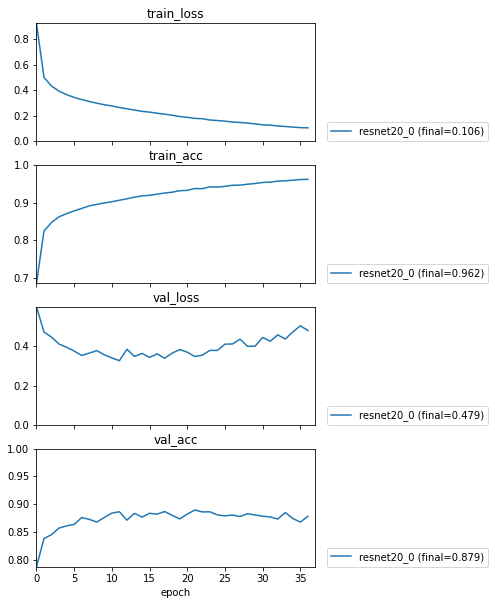 train_loss
0.8
0.6
0.4
0.2
0.0
resnet20_0 (final=0.106)
train_acc
1.0
0.9
0.8
0.7
resnet20_0 (final=0.962)
val_loss
0.4
0.2
0.0
resnet20_0 (final=0.479)
val_acc
1.00
0.95
0.90
0.85
0.80
resnet20_0 (final=0.879)
0 5 10 15 20 25 30 35
epoch